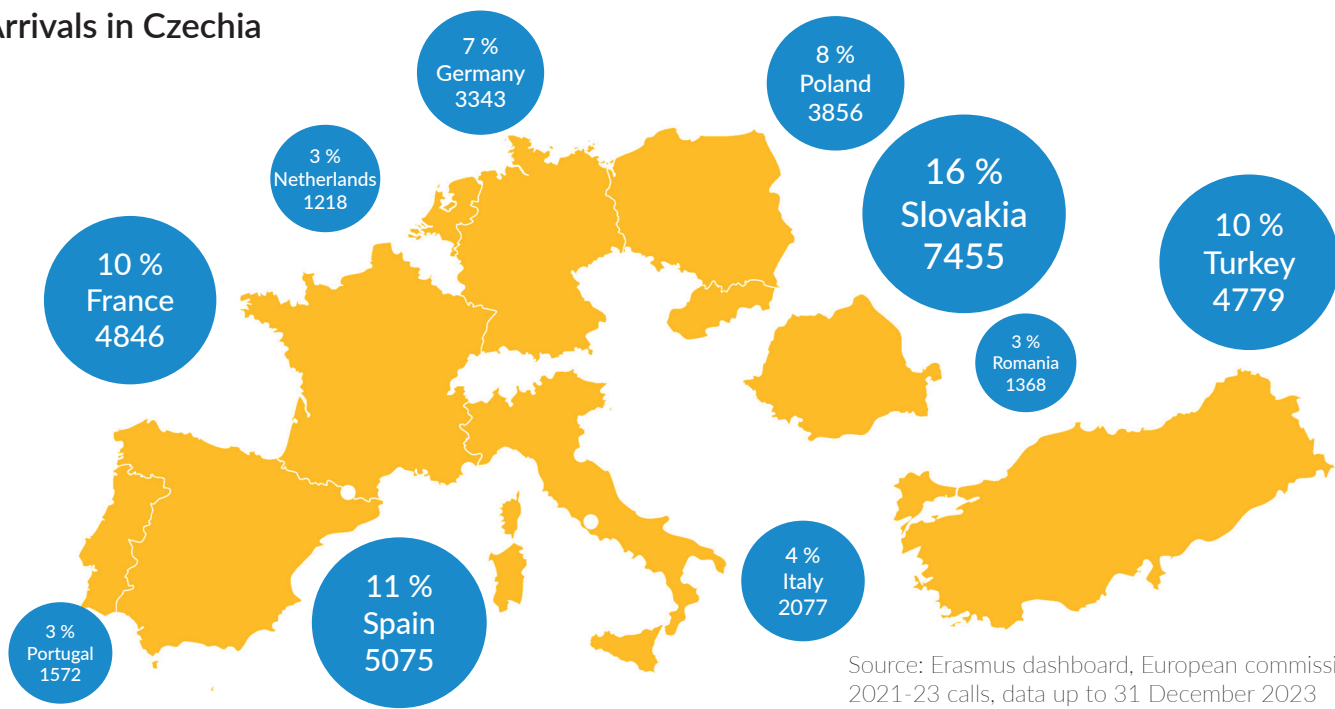 Arrivals in Czechia
7 %
Germany
3343
8 %
Poland
3856
3 %
Netherlands
1218
16 %
Slovakia
7455
10 %
Turkey
4779
10 %
France
4846
3 %
Romania
1368
4 %
Italy
2077
11 %
Spain
5075
3 %
Portugal
1572
Source: Erasmus dashboard, European commissi
2021-23 calls, data up to 31 December 2023